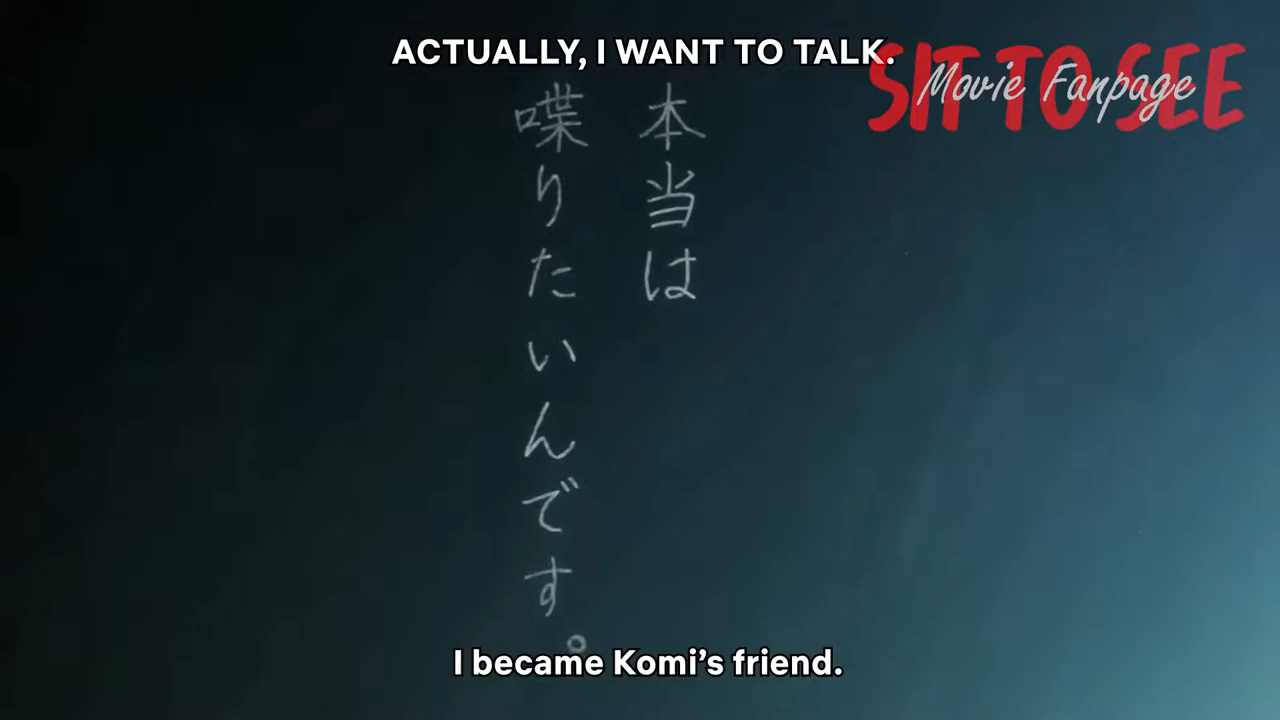 ACTUALLY, I WANT TO TALK.
SIT TO SEE
Movie Fanpage
本当は
喋りたいんです。
I became Komi's friend.